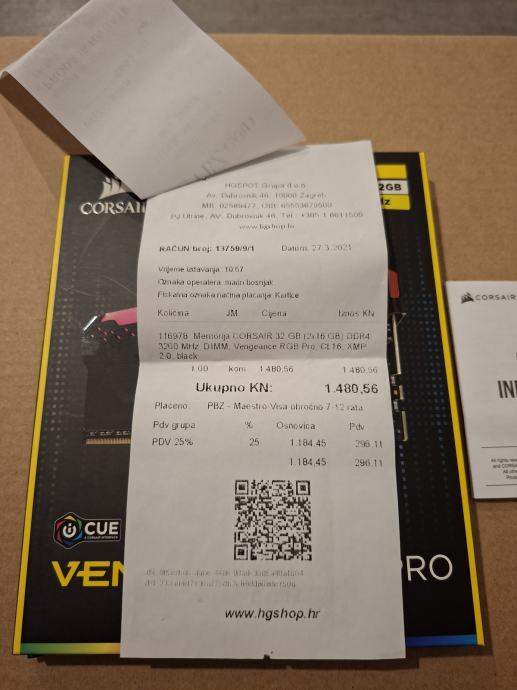 HGSPOT Grupa d.o.o
Av. Dubrovnik 46, 10000 Zagreb
PJ Utrine, AV. Dubrovnik 46, Tel.: +385 1 6611500
www.hgshop.hr
RAČUN broj: 13759/9/1 Datum: 27.3.2021
Vrijeme izdavanja: 10:57
Oznaka operatera: marin bosnjak
Fiskalna oznaka načina plaćanja: Kartice
Količina JM Cijena Iznos KN
116978 Memorija CORSAIR 32 GB (2x16 GB) DDR4
3200 MHz, DIMM, Vengeance RGB Pro, CL16, XMP
2.0, black
1,00 kom 1.480,56 1.480,56
Ukupno KN: 1.480,56
Plaćeno: PBZ - Maestro-Visa obročno 7-12 rata
Pdv grupa % Osnovica Pdv
PDV 25% 25 1.184,45 296,11
1.184,45 296,11
www.hgshop.hr
CORSAIR
2GB
Hz
iCUE
VEN
PRO
CORSAIR
IN